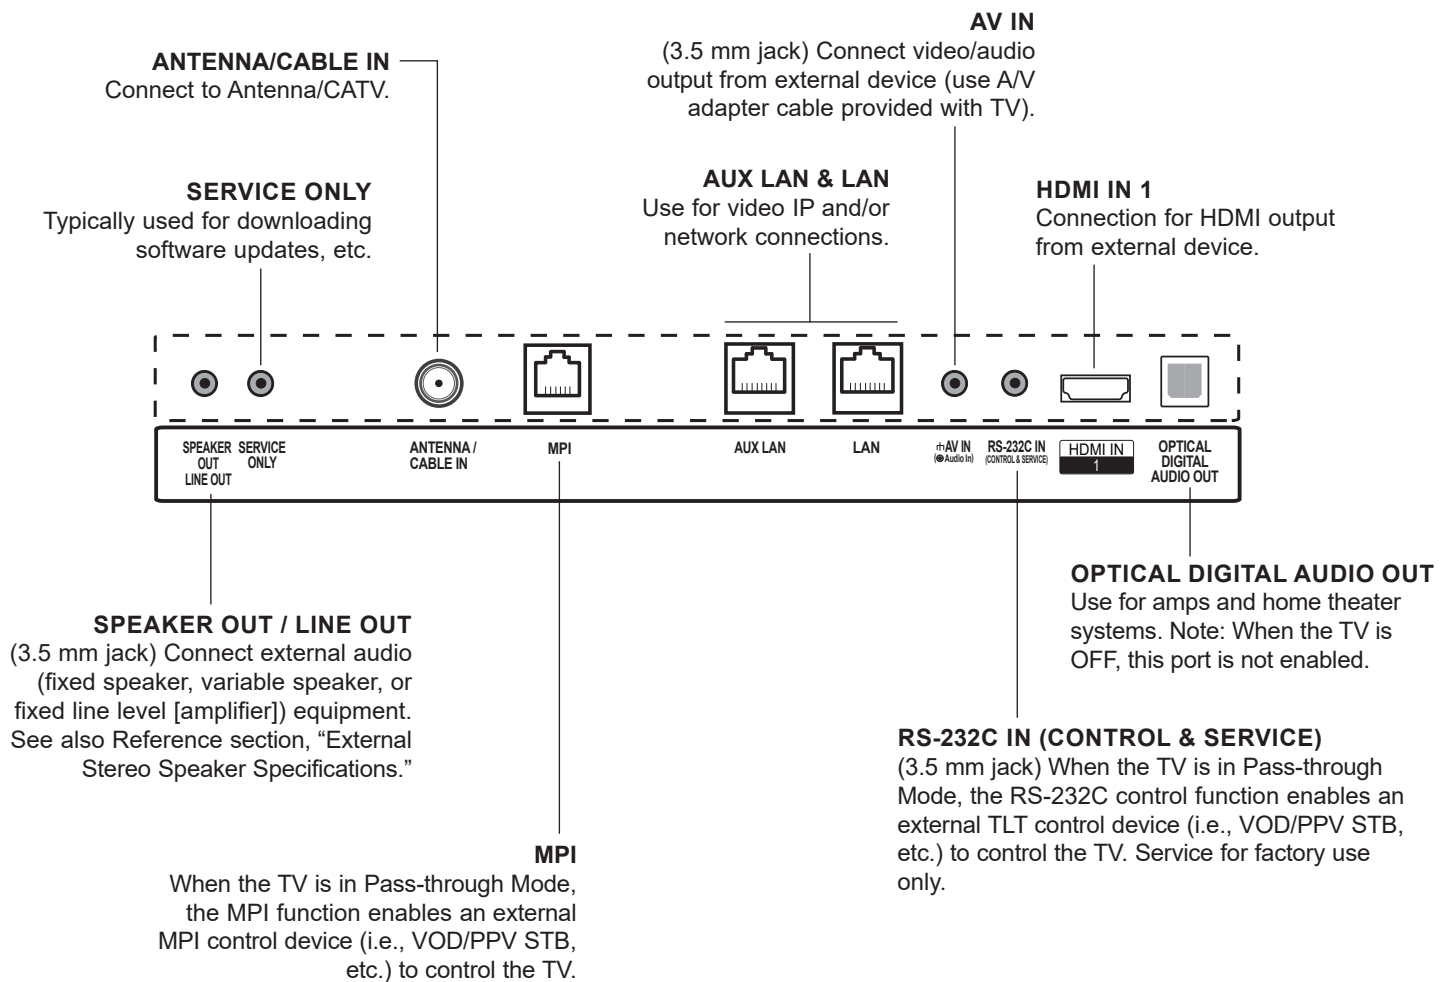 AV IN
(3.5 mm jack) Connect video/audio
output from external device (use A/V
adapter cable provided with TV).
ANTENNA/CABLE IN
Connect to Antenna/CATV.
AUX LAN & LAN
Use for video IP and/or
network connections.
SERVICE ONLY
Typically used for downloading
software updates, etc.
HDMI IN 1
Connection for HDMI output
from external device.
SPEAKER
OUT
LINE OUT
SERVICE
ONLY
ANTENNA /
CABLE IN
MPI
AUX LAN
LAN
AV IN
(Audio In)
RS-232C IN
(CONTROL & SERVICE)
HDMI IN
1
OPTICAL
DIGITAL
AUDIO OUT
OPTICAL DIGITAL AUDIO OUT
Use for amps and home theater
systems. Note: When the TV is
OFF, this port is not enabled.
SPEAKER OUT / LINE OUT
(3.5 mm jack) Connect external audio
(fixed speaker, variable speaker, or
fixed line level [amplifier]) equipment.
See also Reference section, “External
Stereo Speaker Specifications.”
RS-232C IN (CONTROL & SERVICE)
(3.5 mm jack) When the TV is in Pass-through
Mode, the RS-232C control function enables an
external TLT control device (i.e., VOD/PPV STB,
etc.) to control the TV. Service for factory use
only.
MPI
When the TV is in Pass-through Mode,
the MPI function enables an external
MPI control device (i.e., VOD/PPV STB,
etc.) to control the TV.